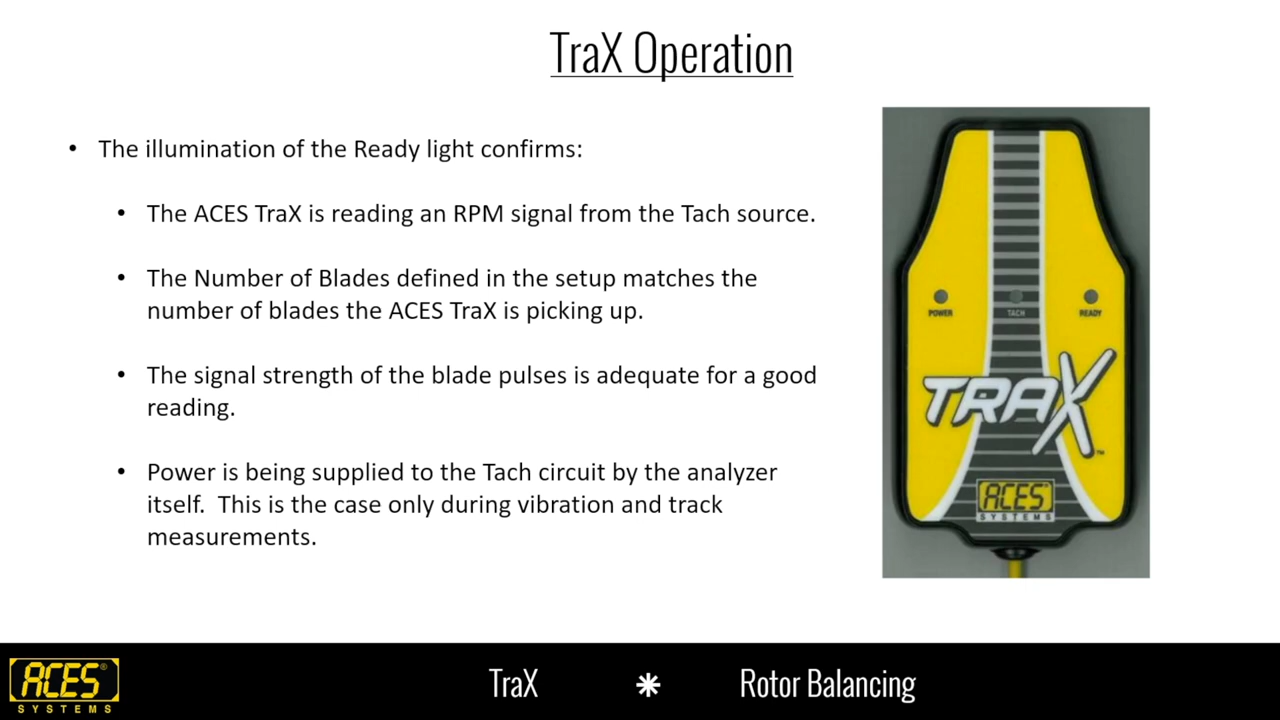 TraX Operation
• The illumination of the Ready light confirms:
• The ACES TraX is reading an RPM signal from the Tach source.
• The Number of Blades defined in the setup matches the
number of blades the ACES TraX is picking up.
• The signal strength of the blade pulses is adequate for a good
reading.
• Power is being supplied to the Tach circuit by the analyzer
itself.  This is the case only during vibration and track
measurements.
POWER
TACH
READY
TRAX™
ACES
SYSTEMS
ACES®
SYSTEMS
TraX
Rotor Balancing